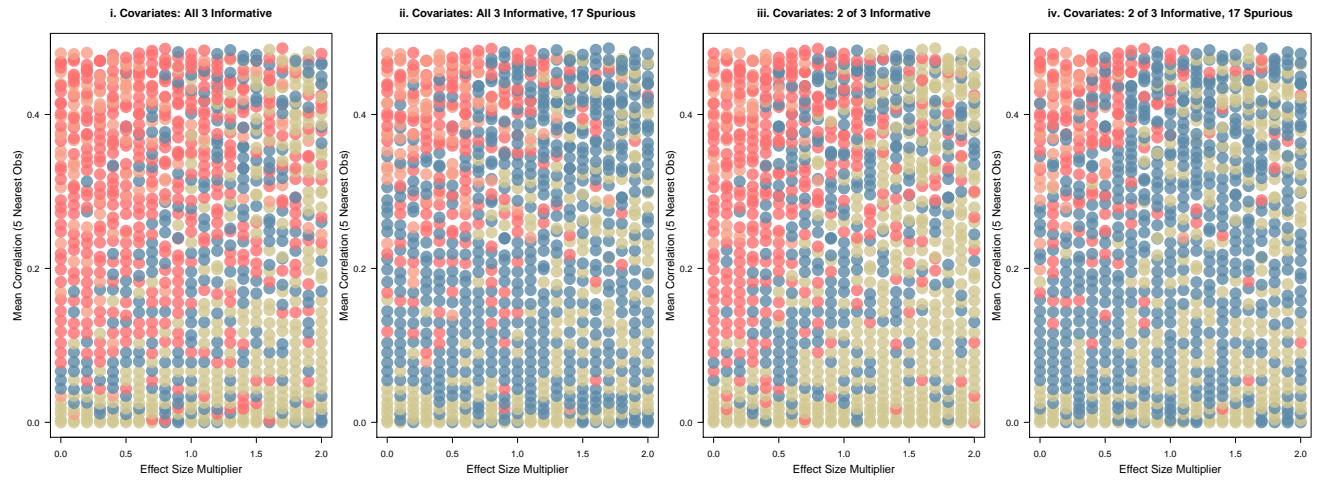 i. Covariates: All 3 Informative
ii. Covariates: All 3 Informative, 17 Spurious
iii. Covariates: 2 of 3 Informative
iv. Covariates: 2 of 3 Informative, 17 Spurious
Mean Correlation (5 Nearest Obs)
0.4
0.2
0.0
0.0 0.5 1.0 1.5 2.0
Effect Size Multiplier
Mean Correlation (5 Nearest Obs)
0.4
0.2
0.0
0.0 0.5 1.0 1.5 2.0
Effect Size Multiplier
Mean Correlation (5 Nearest Obs)
0.4
0.2
0.0
0.0 0.5 1.0 1.5 2.0
Effect Size Multiplier
Mean Correlation (5 Nearest Obs)
0.4
0.2
0.0
0.0 0.5 1.0 1.5 2.0
Effect Size Multiplier